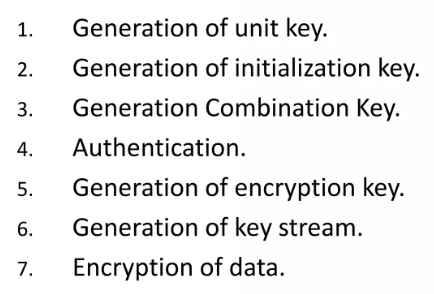 1. Generation of unit key.
2. Generation of initialization key.
3. Generation Combination Key.
4. Authentication.
5. Generation of encryption key.
6. Generation of key stream.
7. Encryption of data.